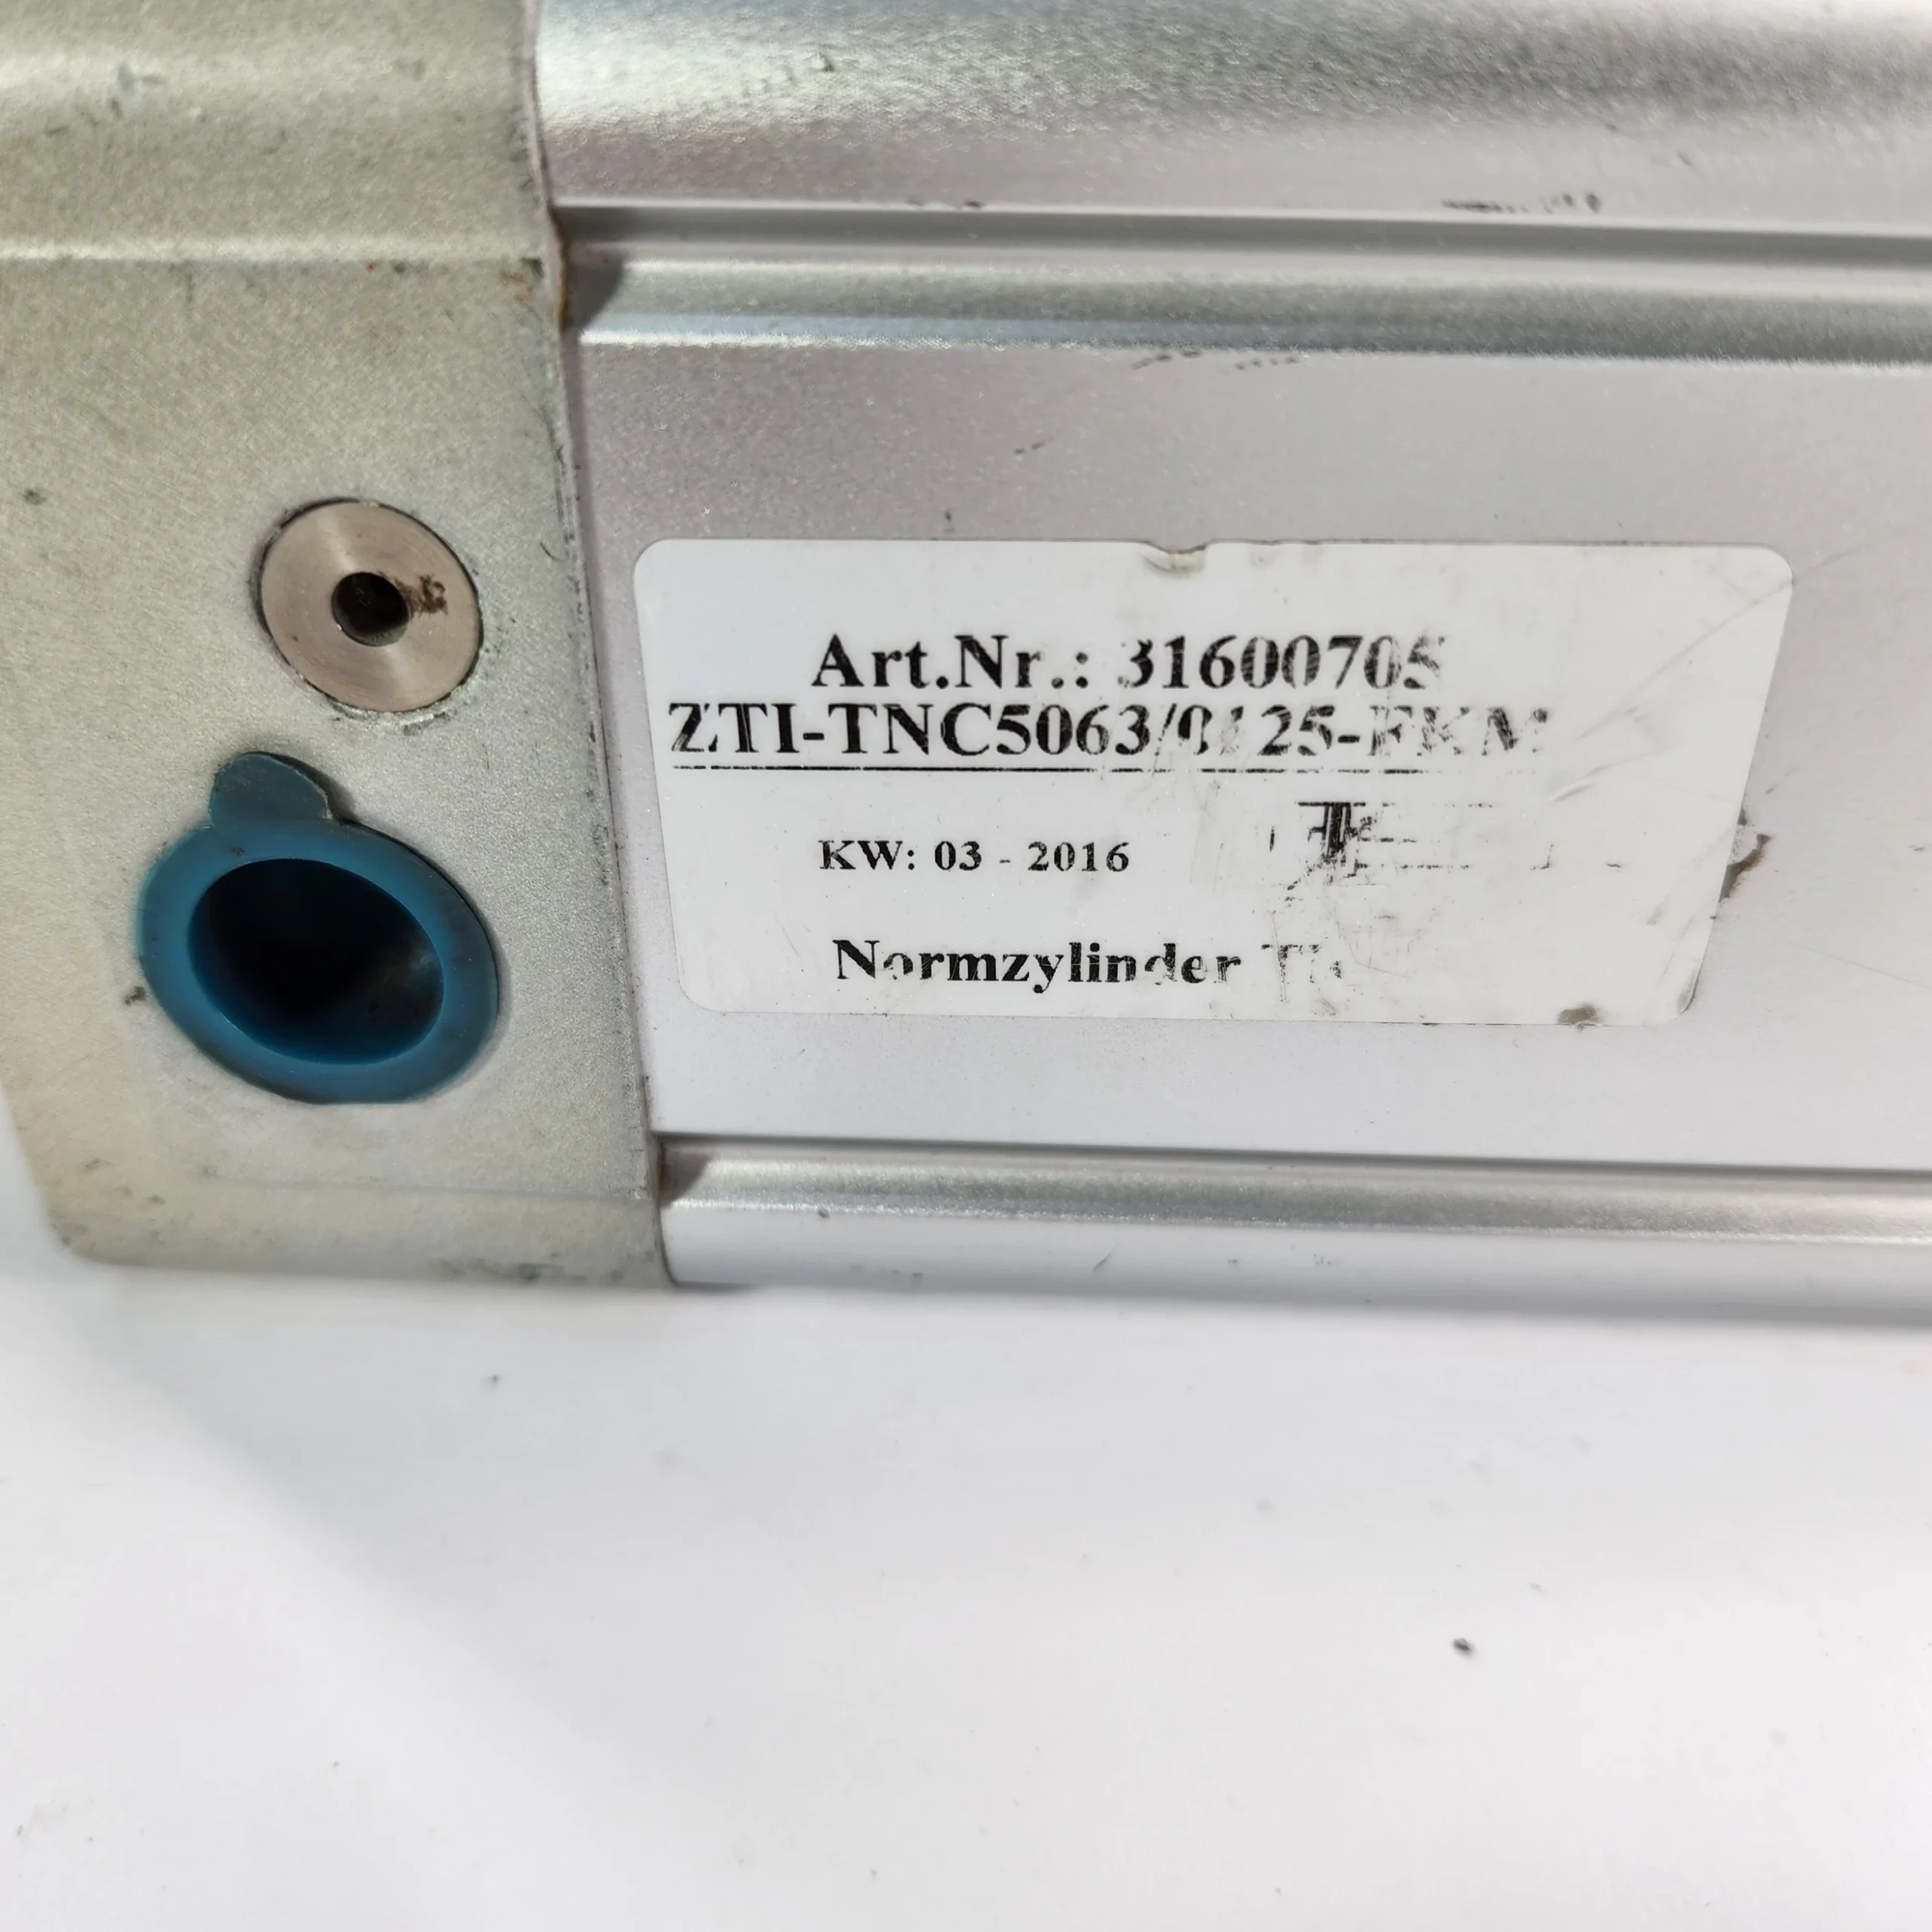 Art.Nr.: 31600705
ZTI-TNC5063/0125-FKM
KW: 03 - 2016
Normzylinder